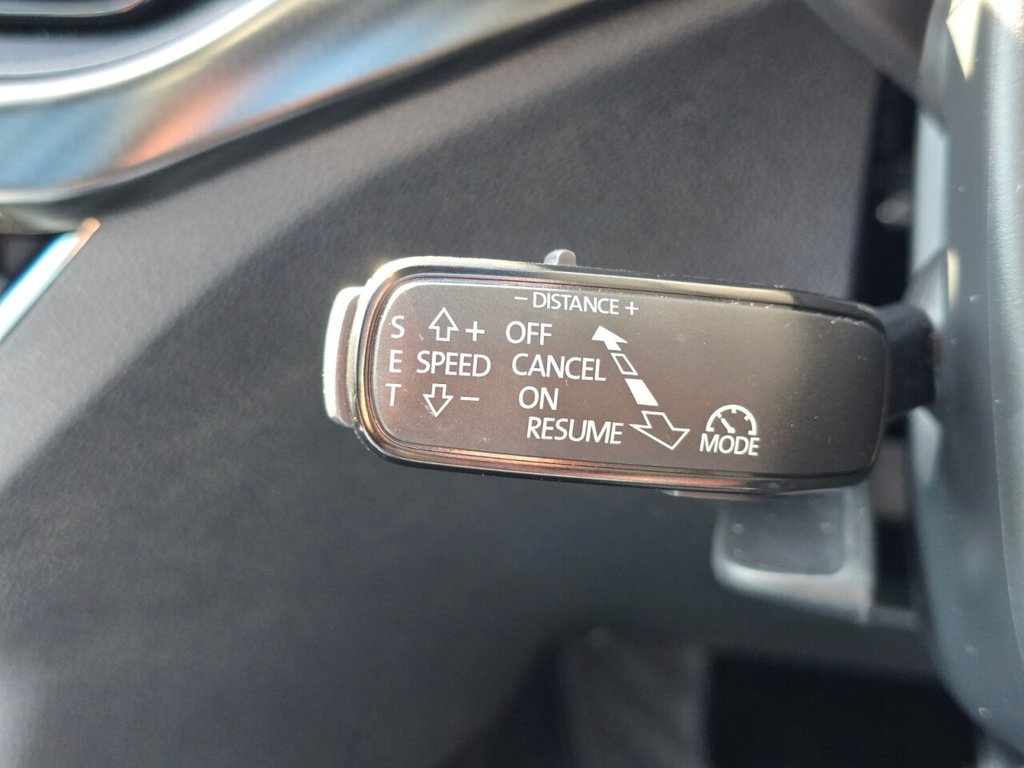 − DISTANCE +
S + OFF
E SPEED CANCEL
T − ON
RESUME
MODE